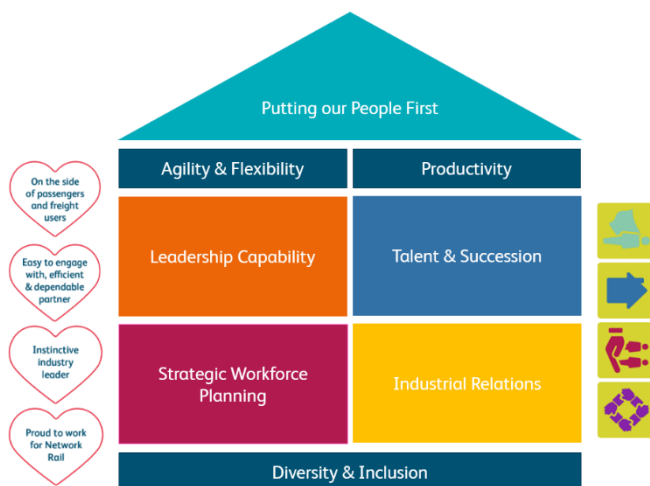 Putting our People First
Agility & Flexibility
Productivity
On the side
of passengers
and freight
users
Leadership Capability
Talent & Succession
Easy to engage
with, efficient
& dependable
partner
Instinctive
industry
leader
Strategic Workforce
Planning
Industrial Relations
Proud to work
for Network
Rail
Diversity & Inclusion